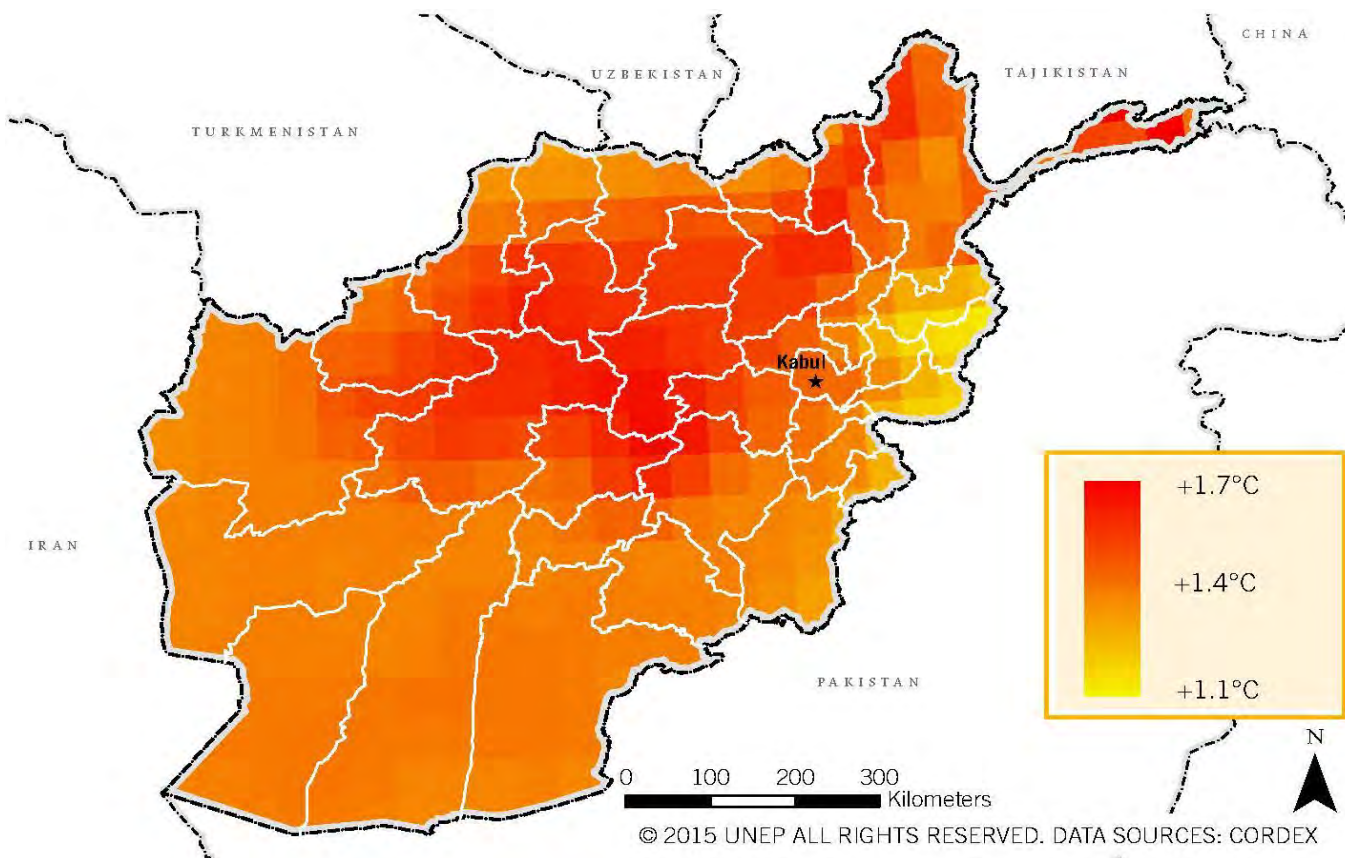 CHINA
UZBEKISTAN
TAJIKISTAN
TURKMENISTAN
Kabul
+1.7°C
IRAN
+1.4°C
PAKISTAN
+1.1°C
N
0 100 200 300
Kilometers
© 2015 UNEP ALL RIGHTS RESERVED. DATA SOURCES: CORDEX